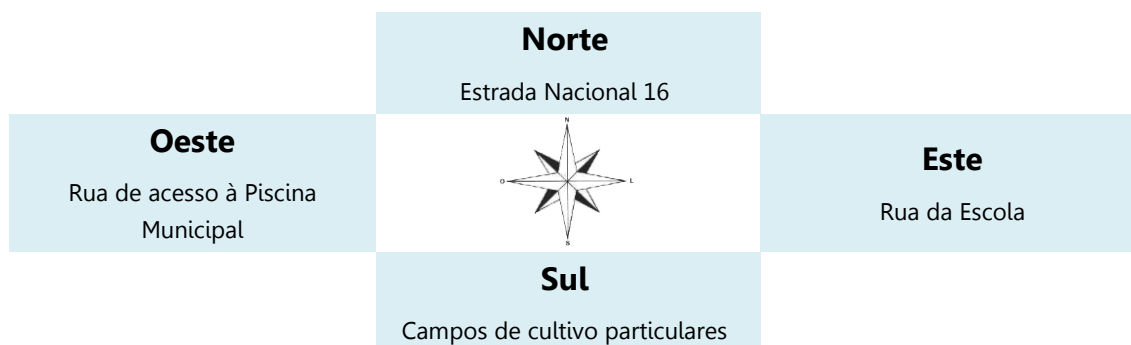 Norte
Estrada Nacional 16
Oeste
Rua de acesso à Piscina
Municipal
N
O
L
S
Este
Rua da Escola
Sul
Campos de cultivo particulares